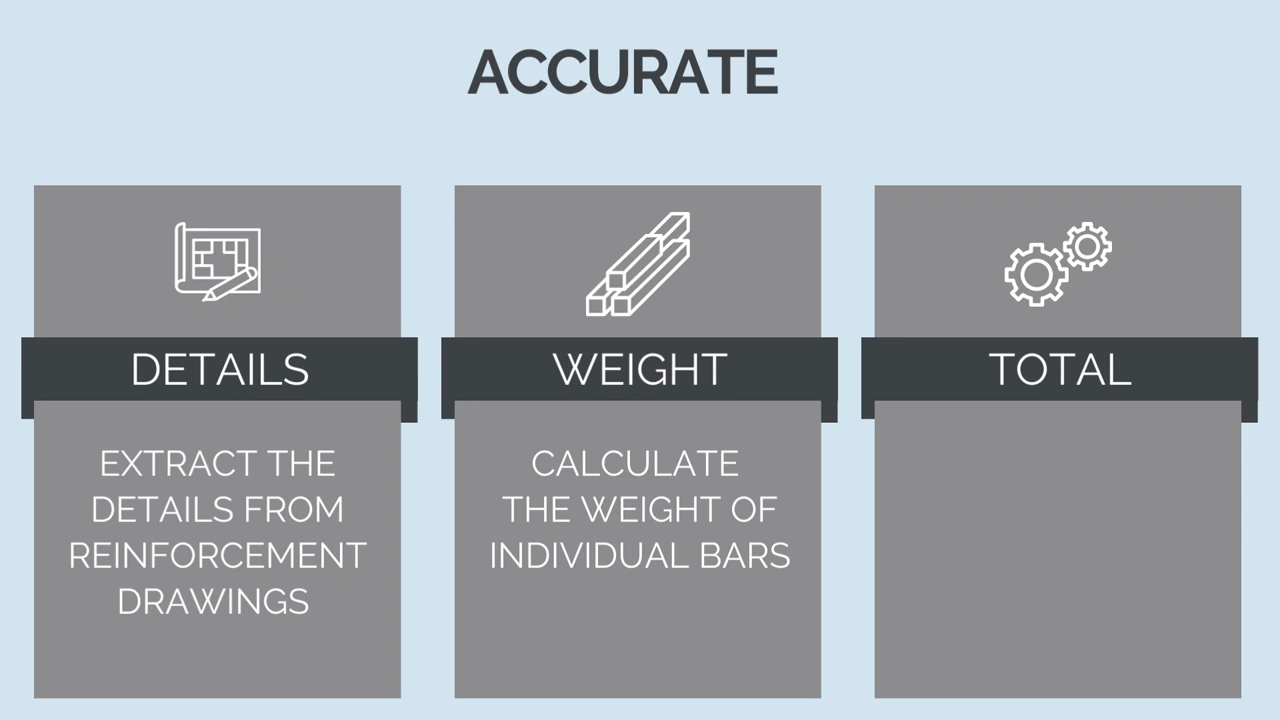 ACCURATE
DETAILS
EXTRACT THE
DETAILS FROM
REINFORCEMENT
DRAWINGS
WEIGHT
CALCULATE
THE WEIGHT OF
INDIVIDUAL BARS
TOTAL